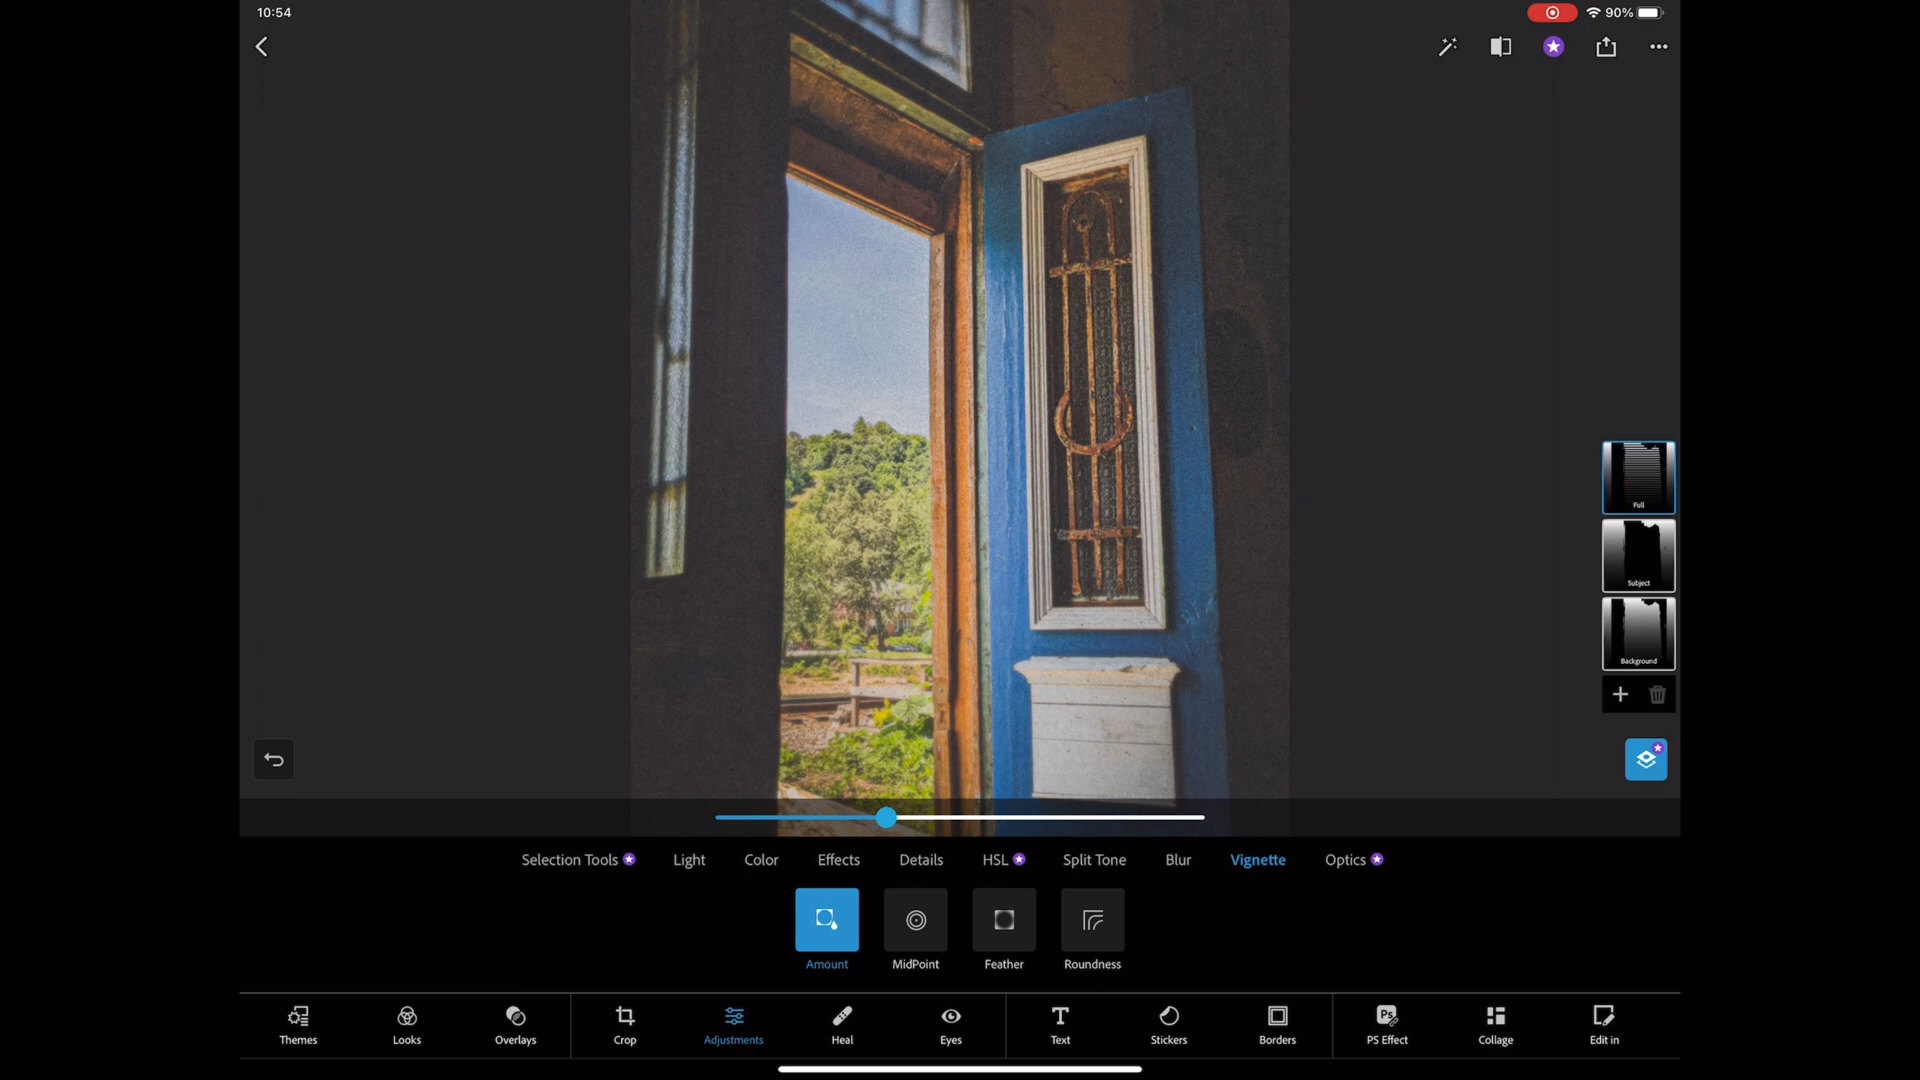 10:54
90%
Full
Subject
Background
Selection Tools Light Color Effects Details HSL Split Tone Blur Vignette Optics
Amount MidPoint Feather Roundness
Ps
Themes Looks Overlays Crop Adjustments Heal Eyes Text Stickers Borders PS Effect Collage Edit in